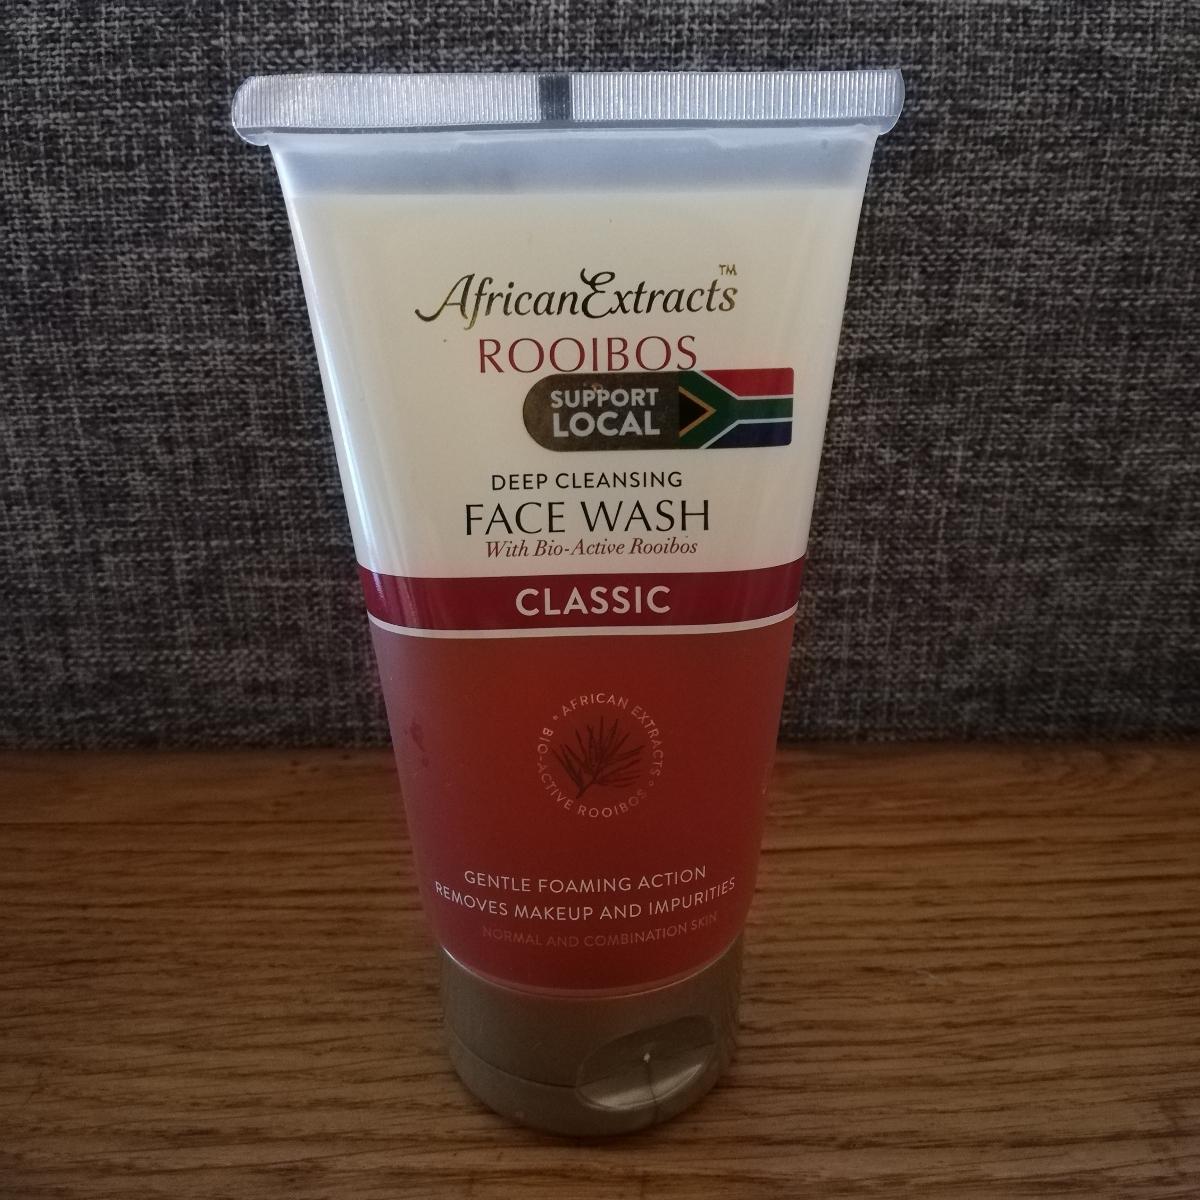 AfricanExtracts™
ROOIBOS
SUPPORT
LOCAL
DEEP CLEANSING
FACE WASH
With Bio-Active Rooibos
CLASSIC
• AFRICAN EXTRACTS •
BIO-ACTIVE ROOIBOS
GENTLE FOAMING ACTION
REMOVES MAKEUP AND IMPURITIES
NORMAL AND COMBINATION SKIN